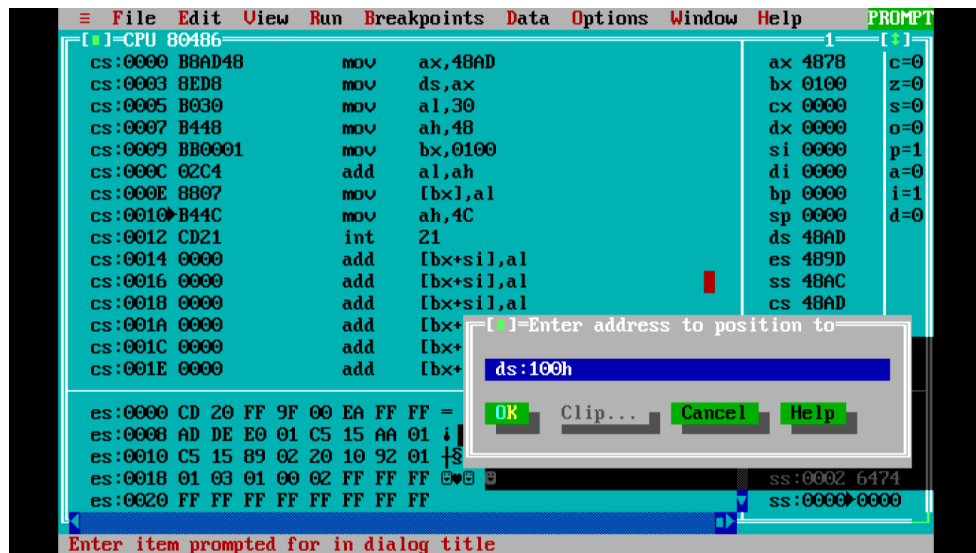 ≡ File Edit View Run Breakpoints Data Options Window Help PROMPT
[■]=CPU 80486 1=[↕]
cs:0000 B8AD48 mov ax,48AD ax 4878 c=0
cs:0003 8ED8 mov ds,ax bx 0100 z=0
cs:0005 B030 mov al,30 cx 0000 s=0
cs:0007 B448 mov ah,48 dx 0000 o=0
cs:0009 BB0001 mov bx,0100 si 0000 p=1
cs:000C 02C4 add al,ah di 0000 a=0
cs:000E 8807 mov [bx],al bp 0000 i=1
cs:0010►B44C mov ah,4C sp 0000 d=0
cs:0012 CD21 int 21 ds 48AD
cs:0014 0000 add [bx+si],al es 489D
cs:0016 0000 add [bx+si],al ss 48AC
cs:0018 0000 add [bx+si],al cs 48AD
cs:001A 0000 add [bx+
cs:001C 0000 add [bx+
cs:001E 0000 add [bx+
[■]=Enter address to position to
ds:100h
OK Clip... Cancel Help
es:0000 CD 20 FF 9F 00 EA FF FF =
es:0008 AD DE E0 01 C5 15 AA 01 ¡
es:0010 C5 15 89 02 20 10 92 01 ┼§
es:0018 01 03 01 00 02 FF FF FF ☺♥☺ ☻ ss:0002 6474
es:0020 FF FF FF FF FF FF FF FF ss:0000►0000
Enter item prompted for in dialog title